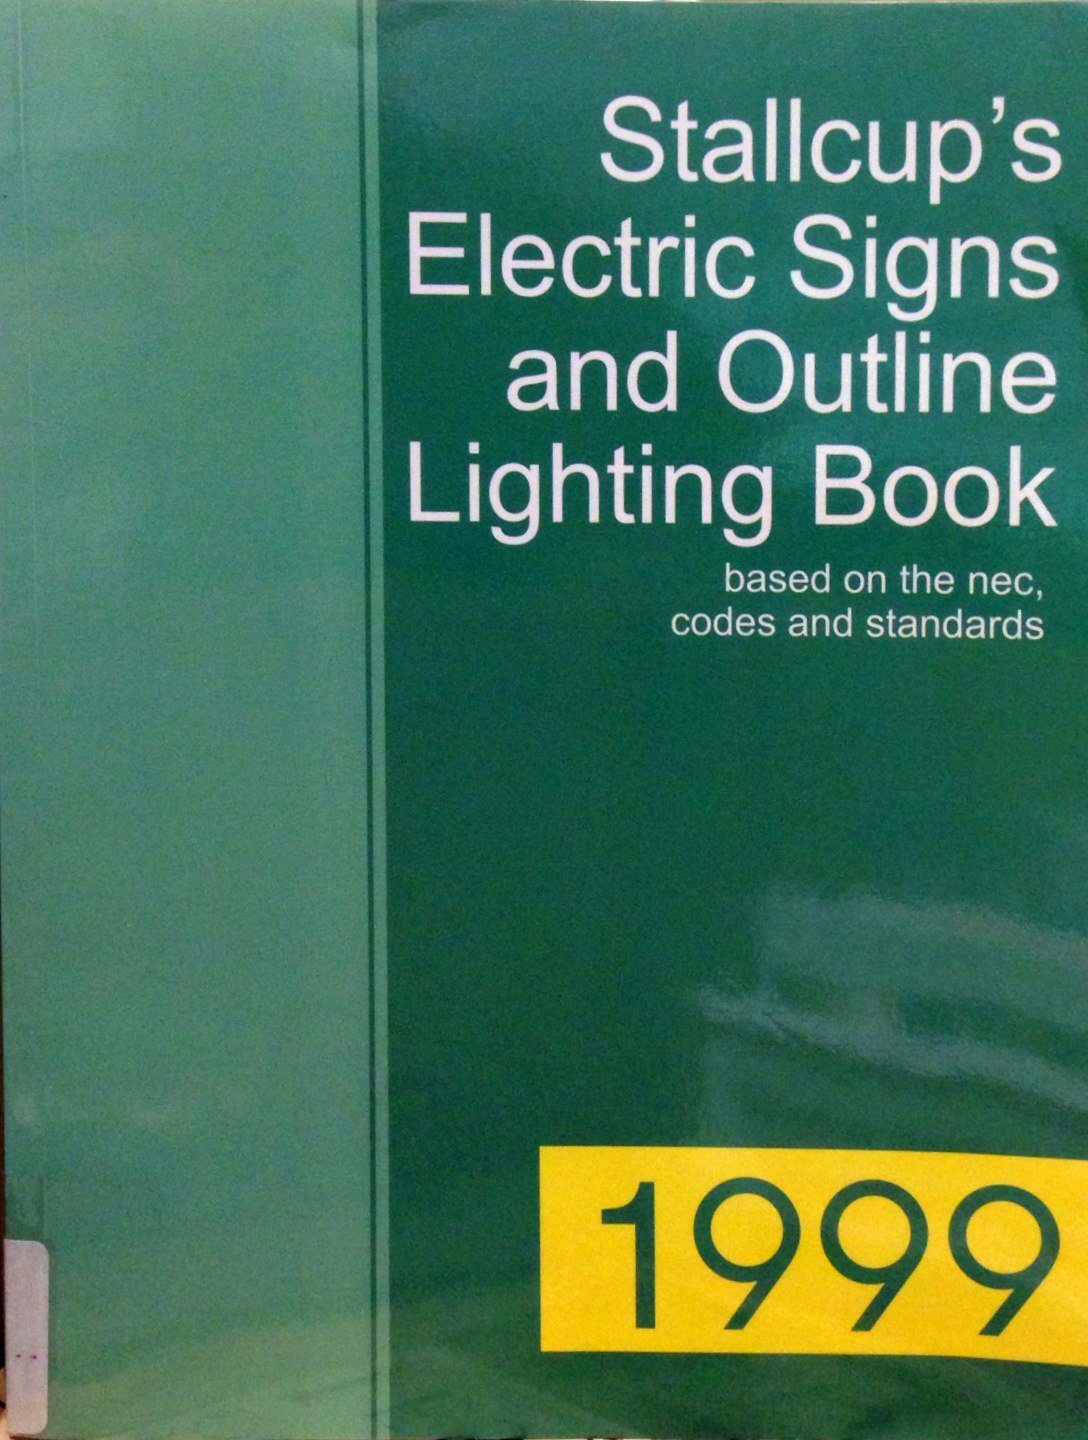 Stallcup's
Electric Signs
and Outline
Lighting Book
based on the nec,
codes and standards
1999